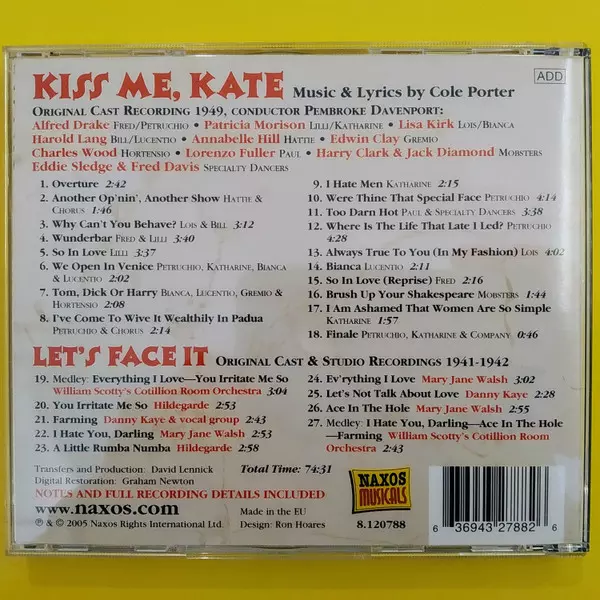 KISS ME, KATE Music & Lyrics by Cole Porter
ADD
ORIGINAL CAST RECORDING 1949, CONDUCTOR PEMBROKE DAVENPORT:
Alfred Drake FRED/PETRUCHIO • Patricia Morison LILLI/KATHARINE • Lisa Kirk LOIS/BIANCA
Harold Lang BILL/LUCENTIO • Annabelle Hill HATTIE • Edwin Clay GREMIO
Charles Wood HORTENSIO • Lorenzo Fuller PAUL • Harry Clark & Jack Diamond MOBSTERS
Eddie Sledge & Fred Davis SPECIALTY DANCERS
1. Overture 2:42
2. Another Op'nin', Another Show HATTIE &
CHORUS 1:46
3. Why Can't You Behave? LOIS & BILL 3:12
4. Wunderbar FRED & LILLI 3:40
5. So In Love LILLI 3:37
6. We Open In Venice PETRUCHIO, KATHARINE, BIANCA
& LUCENTIO 2:02
7. Tom, Dick Or Harry BIANCA, LUCENTIO, GREMIO &
HORTENSIO 2:08
8. I've Come To Wive It Wealthily In Padua
PETRUCHIO & CHORUS 2:14
9. I Hate Men KATHARINE 2:15
10. Were Thine That Special Face PETRUCHIO 4:14
11. Too Darn Hot PAUL & SPECIALTY DANCERS 3:38
12. Where Is The Life That Late I Led? PETRUCHIO
4:28
13. Always True To You (In My Fashion) LOIS 4:02
14. Bianca LUCENTIO 2:11
15. So In Love (Reprise) FRED 2:16
16. Brush Up Your Shakespeare MOBSTERS 1:44
17. I Am Ashamed That Women Are So Simple
KATHARINE 1:57
18. Finale PETRUCHIO, KATHARINE & COMPANY 0:46
LET'S FACE IT ORIGINAL CAST & STUDIO RECORDINGS 1941-1942
19. Medley: Everything I Love—You Irritate Me So
William Scotty's Cotillion Room Orchestra 3:04
20. You Irritate Me So Hildegarde 2:53
21. Farming Danny Kaye & vocal group 2:43
22. I Hate You, Darling Mary Jane Walsh 2:53
23. A Little Rumba Numba Hildegarde 2:58
24. Ev'rything I Love Mary Jane Walsh 3:02
25. Let's Not Talk About Love Danny Kaye 2:28
26. Ace In The Hole Mary Jane Walsh 2:55
27. Medley: I Hate You, Darling—Ace In The Hole
—Farming William Scotty's Cotillion Room
Orchestra 2:43
Transfers and Production: David Lennick
Total Time: 74:31
Digital Restoration: Graham Newton
NOTES AND FULL RECORDING DETAILS INCLUDED
www.naxos.com
Made in the EU
℗ & © 2005 Naxos Rights International Ltd.
Design: Ron Hoares
NAXOS
MUSICALS
8.120788
6 36943 27882 6